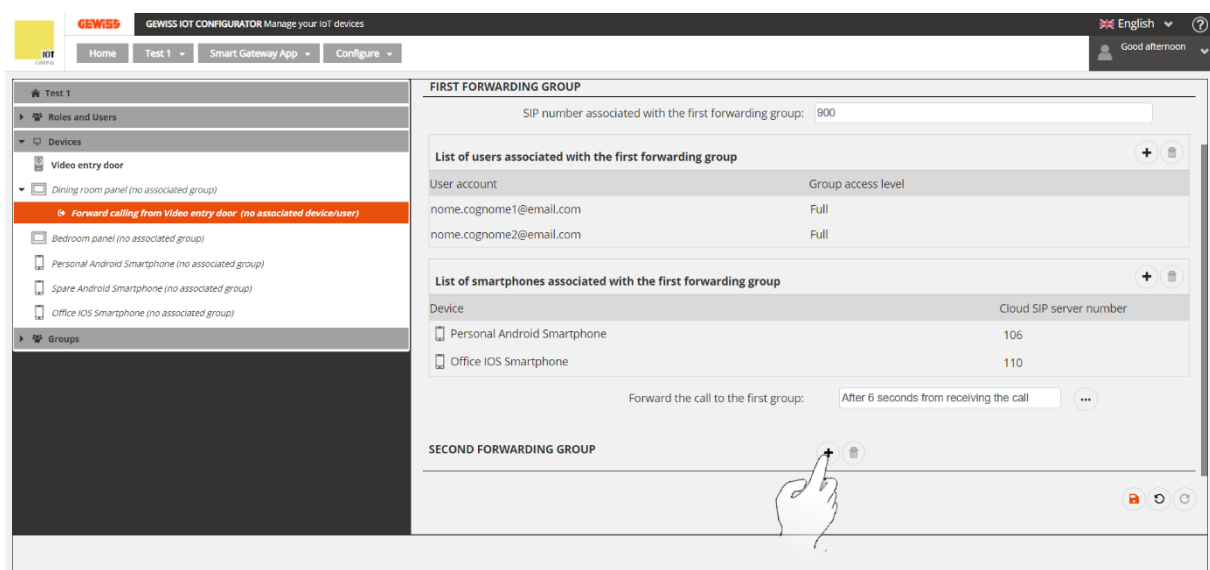 GEWISS GEWISS IOT CONFIGURATOR Manage your IoT devices English ?
IOT
config
Home Test 1 Smart Gateway App Configure
Good afternoon
Test 1
Roles and Users
Devices
Video entry door
Dining room panel (no associated group)
Forward calling from Video entry door (no associated device/user)
Bedroom panel (no associated group)
Personal Android Smartphone (no associated group)
Spare Android Smartphone (no associated group)
Office IOS Smartphone (no associated group)
Groups
FIRST FORWARDING GROUP
SIP number associated with the first forwarding group: 900
List of users associated with the first forwarding group
User account Group access level
nome.cognome1@email.com Full
nome.cognome2@email.com Full
List of smartphones associated with the first forwarding group
Device Cloud SIP server number
Personal Android Smartphone 106
Office IOS Smartphone 110
Forward the call to the first group: After 6 seconds from receiving the call ...
SECOND FORWARDING GROUP